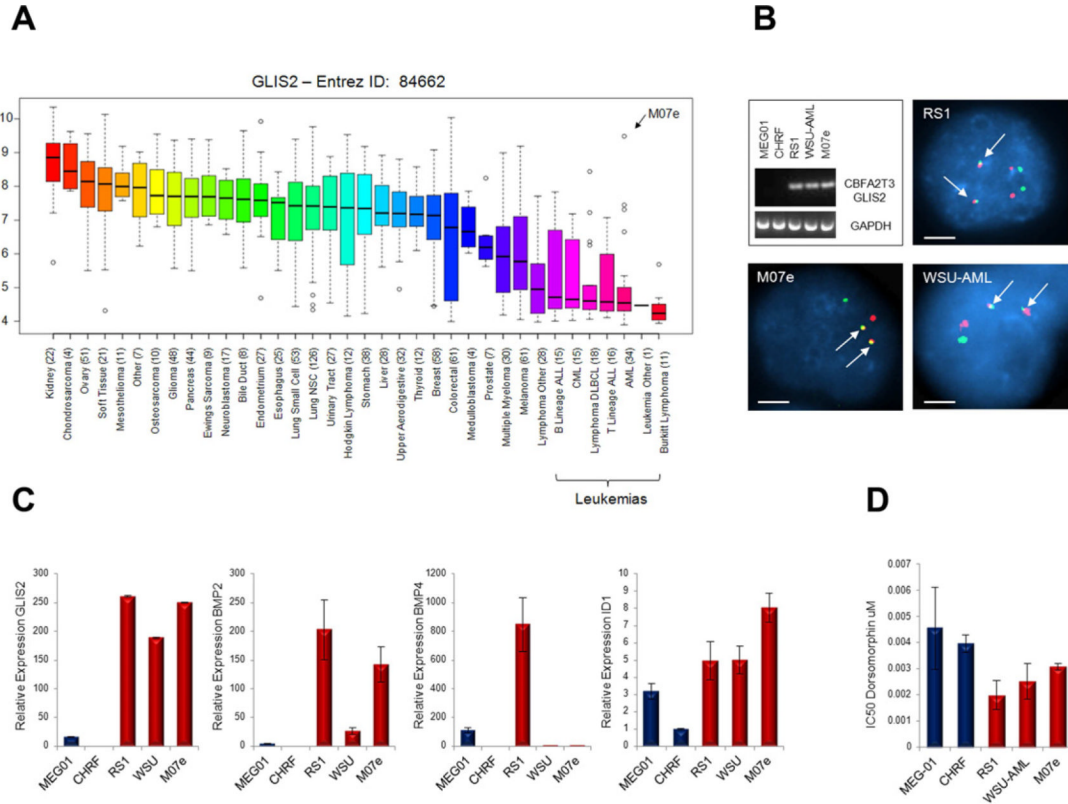 A
GLIS2 – Entrez ID: 84662
10
9
8
7
6
5
4
M07e
Kidney (22)
Chondrosarcoma (4)
Ovary (51)
Soft Tissue (21)
Mesothelioma (11)
Other (7)
Osteosarcoma (10)
Glioma (48)
Pancreas (44)
Ewings Sarcoma (9)
Neuroblastoma (17)
Bile Duct (8)
Endometrium (27)
Esophagus (25)
Lung Small Cell (53)
Lung NSC (126)
Urinary Tract (27)
Hodgkin Lymphoma (12)
Stomach (38)
Liver (28)
Upper Aerodigestive (32)
Thyroid (12)
Breast (58)
Colorectal (61)
Medulloblastoma (4)
Prostate (7)
Multiple Myeloma (30)
Melanoma (61)
Lymphoma Other (28)
B Lineage ALL (15)
CML (15)
Lymphoma DLBCL (18)
T Lineage ALL (16)
AML (34)
Leukemia Other (1)
Burkitt Lymphoma (11)
Leukemias
B
MEG01
CHRF
RS1
WSU-AML
M07e
CBFA2T3
GLIS2
GAPDH
RS1
M07e
WSU-AML
C
Relative Expression GLIS2
300
250
200
150
100
50
0
MEG01
CHRF
RS1
WSU
M07e
Relative Expression BMP2
300
250
200
150
100
50
0
MEG01
CHRF
RS1
WSU
M07e
Relative Expression BMP4
1400
1200
1000
800
600
400
200
0
MEG01
CHRF
RS1
WSU
M07e
Relative Expression ID1
10
9
8
7
6
5
4
3
2
1
0
MEG01
CHRF
RS1
WSU
M07e
D
IC50 Dorsomorphin uM
0.007
0.006
0.005
0.004
0.003
0.002
0.001
0
MEG-01
CHRF
RS1
WSU-AML
M07e